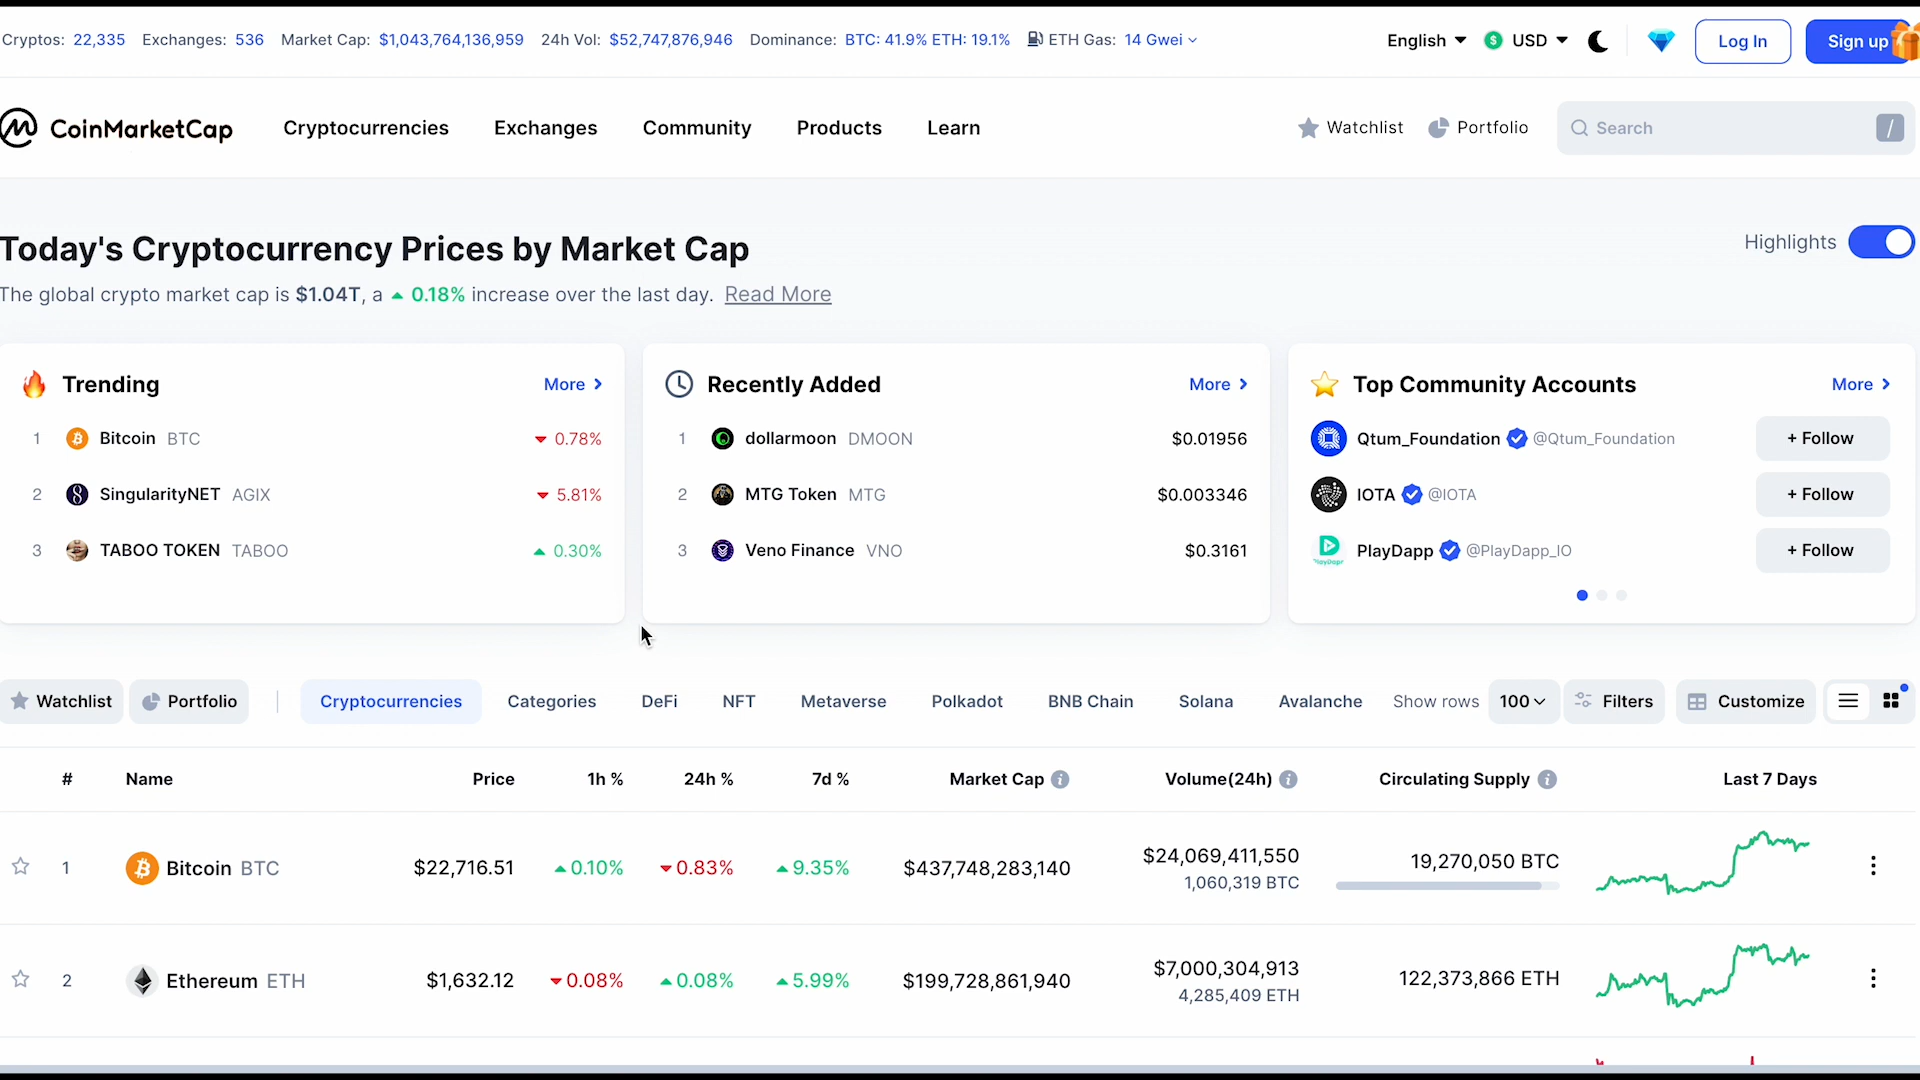 Cryptos: 22,335 Exchanges: 536 Market Cap: $1,043,764,136,959 24h Vol: $52,747,876,946 Dominance: BTC: 41.9% ETH: 19.1% ETH Gas: 14 Gwei English USD Log In Sign up
CoinMarketCap Cryptocurrencies Exchanges Community Products Learn Watchlist Portfolio Search /
Today's Cryptocurrency Prices by Market Cap Highlights
The global crypto market cap is $1.04T, a 0.18% increase over the last day. Read More
Trending More
1 Bitcoin BTC 0.78%
2 SingularityNET AGIX 5.81%
3 TABOO TOKEN TABOO 0.30%
Recently Added More
1 dollarmoon DMOON $0.01956
2 MTG Token MTG $0.003346
3 Veno Finance VNO $0.3161
Top Community Accounts More
Qtum_Foundation @Qtum_Foundation + Follow
IOTA @IOTA + Follow
PlayDapp @PlayDapp_IO + Follow
Watchlist Portfolio Cryptocurrencies Categories DeFi NFT Metaverse Polkadot BNB Chain Solana Avalanche Show rows 100 Filters Customize
# Name Price 1h % 24h % 7d % Market Cap Volume(24h) Circulating Supply Last 7 Days
1 Bitcoin BTC $22,716.51 0.10% 0.83% 9.35% $437,748,283,140 $24,069,411,550 19,270,050 BTC
1,060,319 BTC
2 Ethereum ETH $1,632.12 0.08% 0.08% 5.99% $199,728,861,940 $7,000,304,913 122,373,866 ETH
4,285,409 ETH